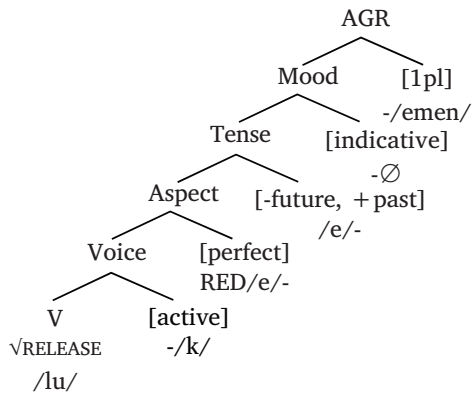 AGR
Mood [1pl]
-/emen/
Tense [indicative]
-∅
Aspect [-future, +past]
/e/-
Voice [perfect]
RED/e/-
V [active]
√RELEASE -/k/
/lu/